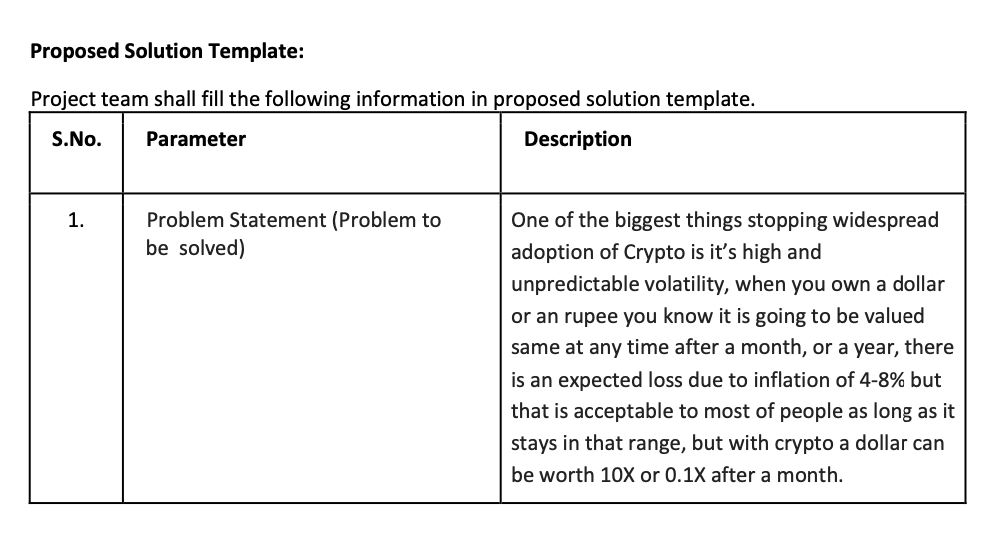 Proposed Solution Template:
Project team shall fill the following information in proposed solution template.
S.No. Parameter Description
1. Problem Statement (Problem to
be solved)
One of the biggest things stopping widespread
adoption of Crypto is it’s high and
unpredictable volatility, when you own a dollar
or an rupee you know it is going to be valued
same at any time after a month, or a year, there
is an expected loss due to inflation of 4-8% but
that is acceptable to most of people as long as it
stays in that range, but with crypto a dollar can
be worth 10X or 0.1X after a month.